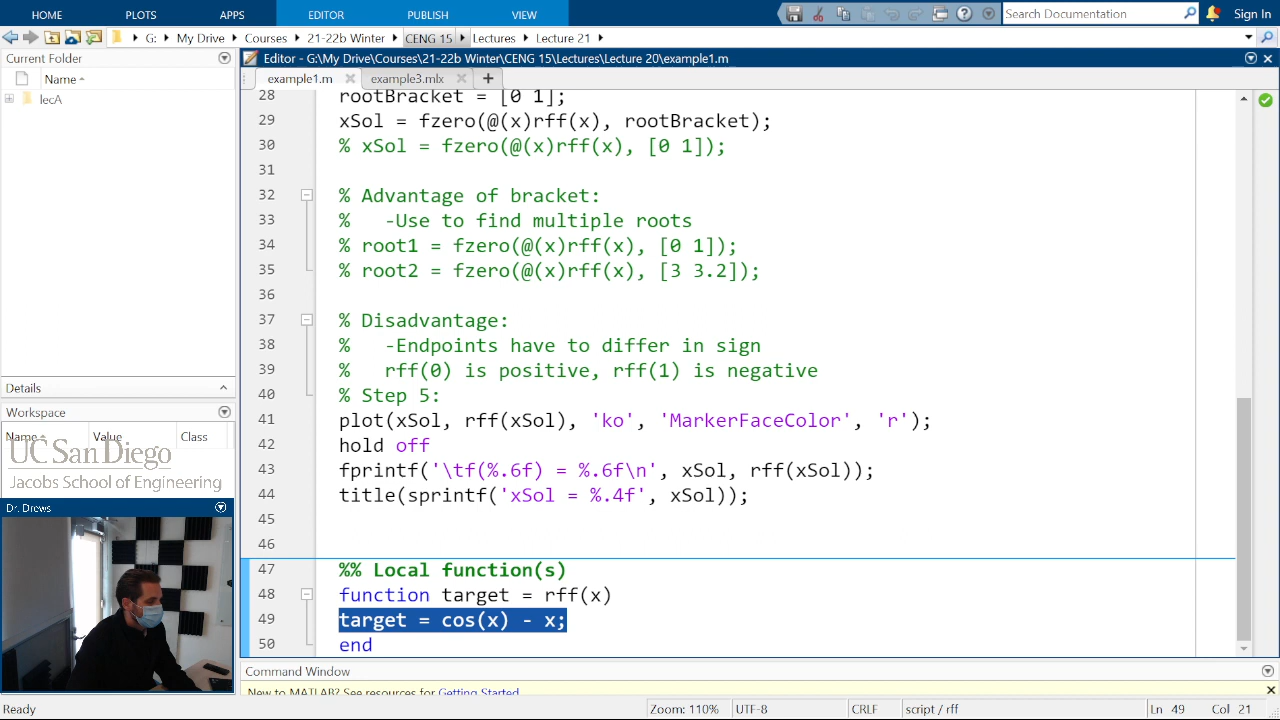 HOME PLOTS APPS EDITOR PUBLISH VIEW Search Documentation Sign In
G: My Drive Courses 21-22b Winter CENG 15 Lectures Lecture 21
Current Folder
Name
lecA
Details
Workspace
Name Value Class
UC San Diego
Jacobs School of Engineering
Dr. Drews
Editor - G:\My Drive\Courses\21-22b Winter\CENG 15\Lectures\Lecture 20\example1.m
example1.m example3.mlx +
28 rootBracket = [0 1];
29 xSol = fzero(@(x)rff(x), rootBracket);
30 % xSol = fzero(@(x)rff(x), [0 1]);
31
32 % Advantage of bracket:
33 % -Use to find multiple roots
34 % root1 = fzero(@(x)rff(x), [0 1]);
35 % root2 = fzero(@(x)rff(x), [3 3.2]);
36
37 % Disadvantage:
38 % -Endpoints have to differ in sign
39 % rff(0) is positive, rff(1) is negative
40 % Step 5:
41 plot(xSol, rff(xSol), 'ko', 'MarkerFaceColor', 'r');
42 hold off
43 fprintf('\tf(%.6f) = %.6f\n', xSol, rff(xSol));
44 title(sprintf('xSol = %.4f', xSol));
45
46
47 %% Local function(s)
48 function target = rff(x)
49 target = cos(x) - x;
50 end
Command Window
New to MATLAB? See resources for Getting Started
Ready Zoom: 110% UTF-8 CRLF script / rff Ln 49 Col 21